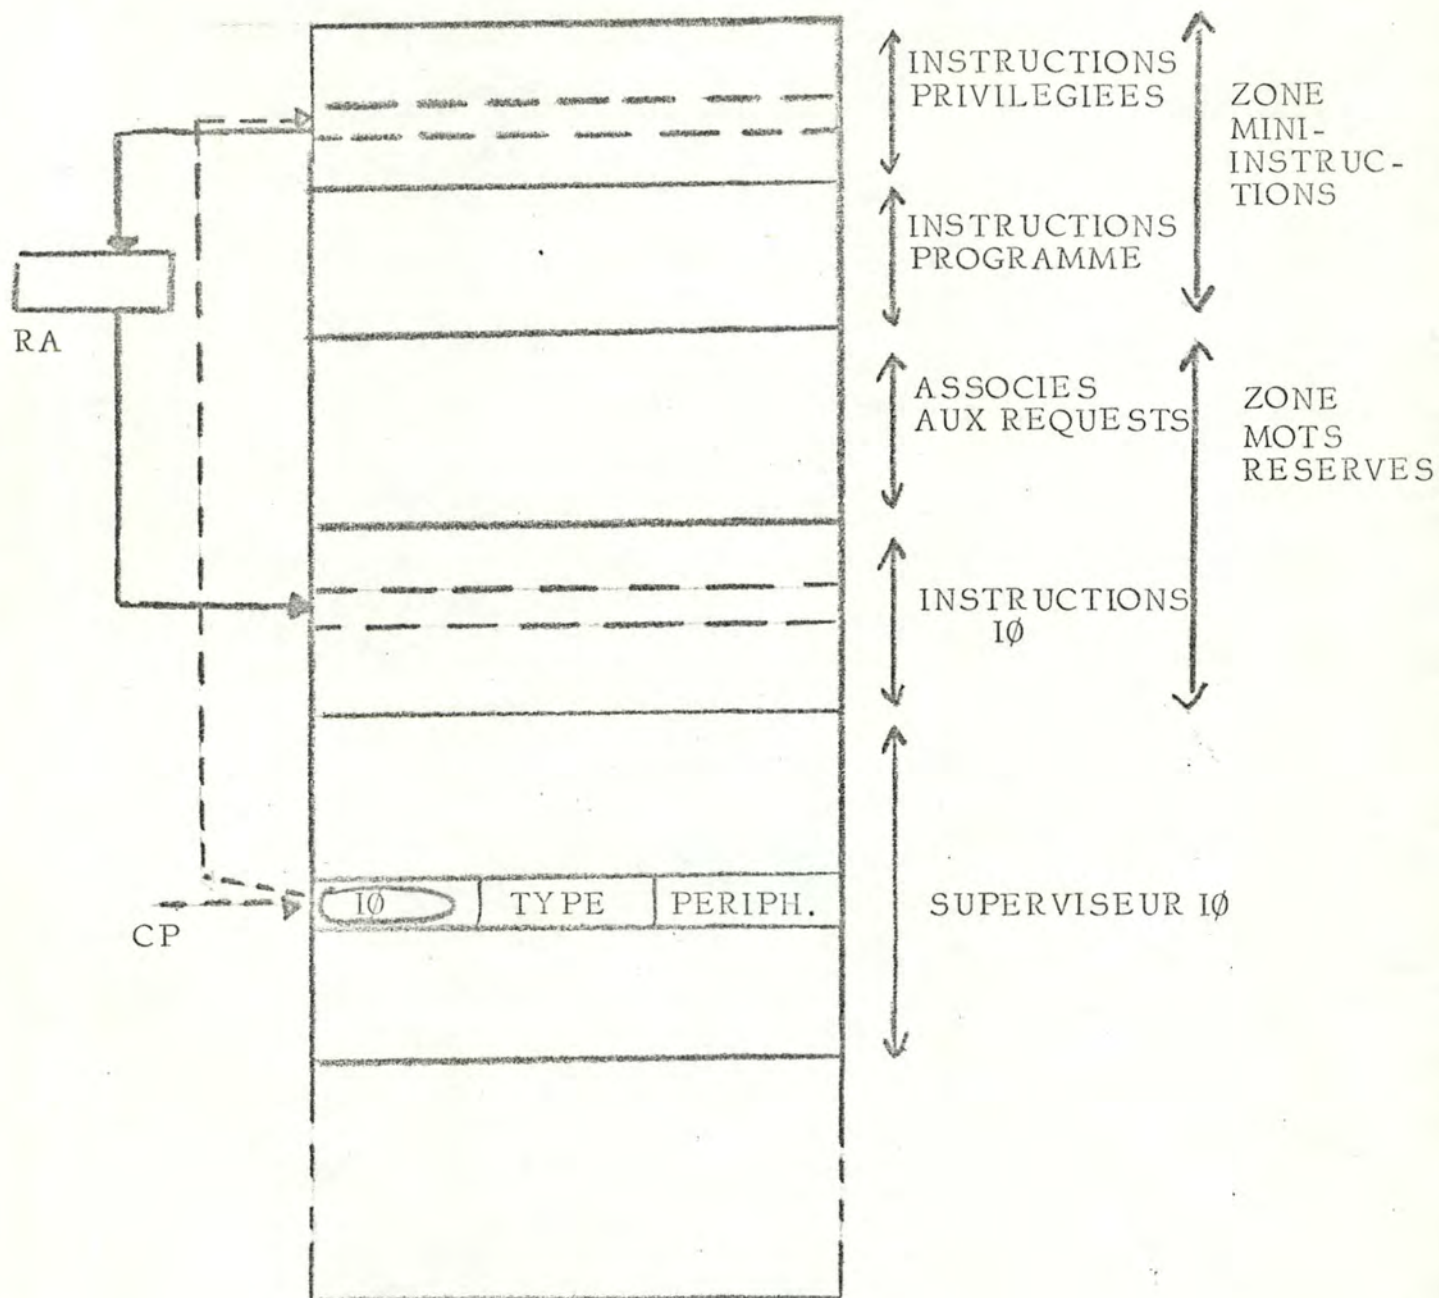 INSTRUCTIONS
PRIVILEGIEES
ZONE
MINI-
INSTRUC-
TIONS
INSTRUCTIONS
PROGRAMME
RA
ASSOCIES
AUX REQUESTS
ZONE
MOTS
RESERVES
INSTRUCTIONS
IØ
IØ
TYPE
PERIPH.
SUPERVISEUR IØ
CP